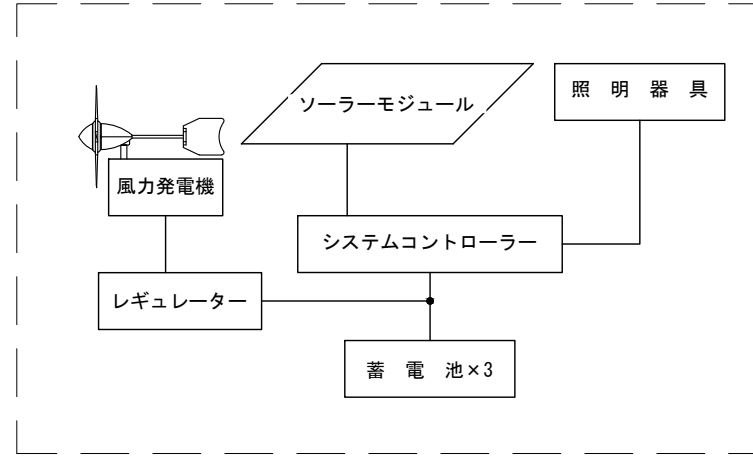 ソーラーモジュール
照 明 器 具
風力発電機
システムコントローラー
レギュレーター
蓄 電 池×3